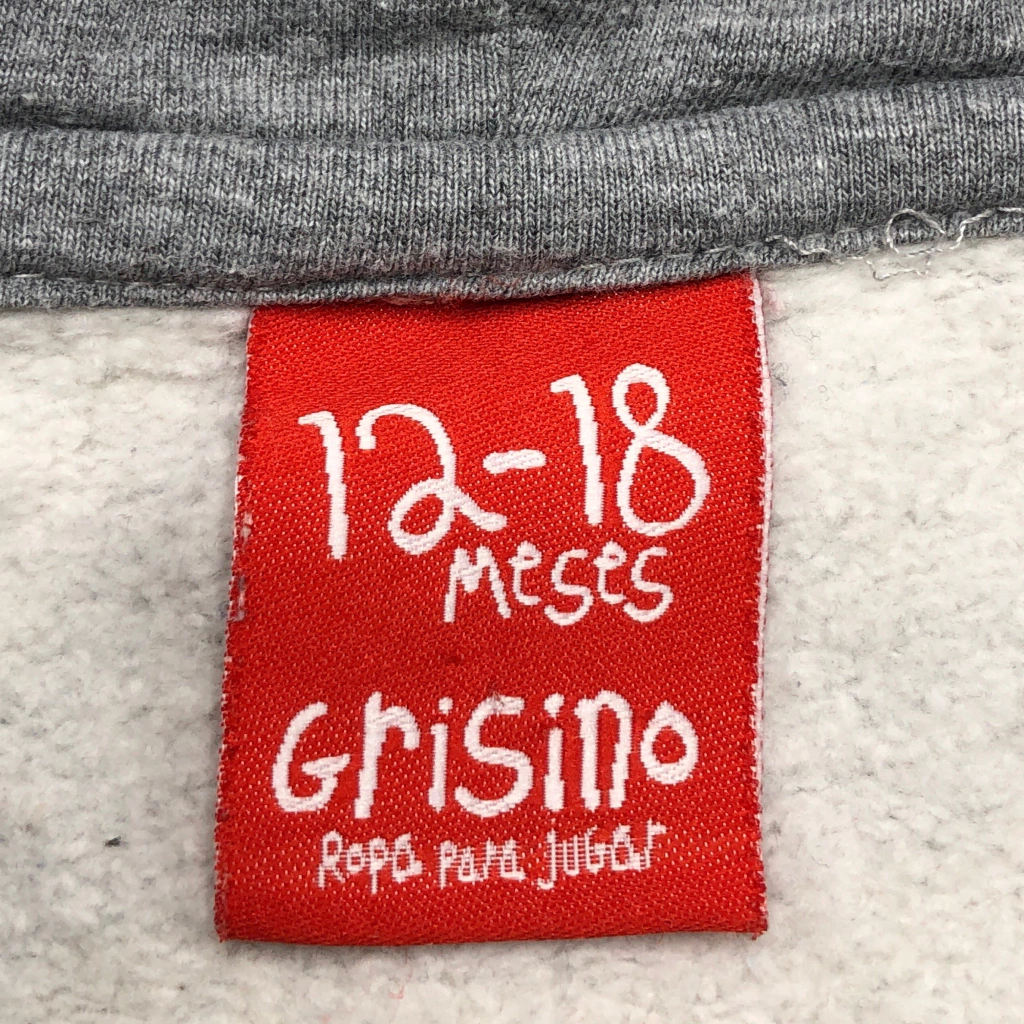 12-18
Meses
Grisino
Ropa para jugar